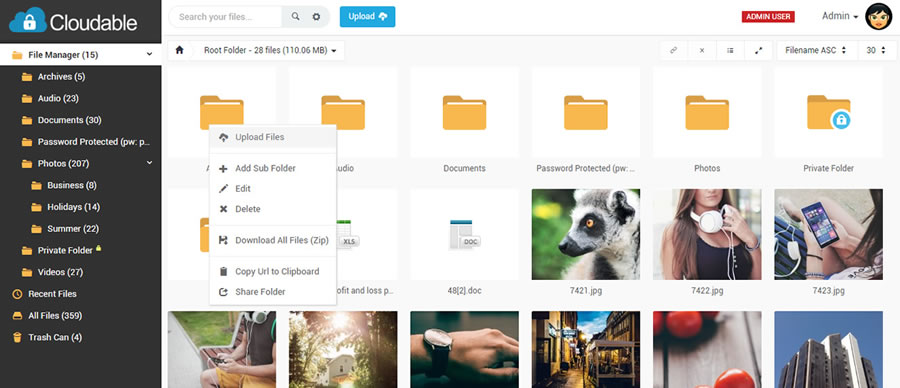 Cloudable
Search your files...
Upload
ADMIN USER
Admin
File Manager (15)
Archives (5)
Audio (23)
Documents (30)
Password Protected (pw: p...
Photos (207)
Business (8)
Holidays (14)
Summer (22)
Private Folder
Videos (27)
Recent Files
All Files (359)
Trash Can (4)
Root Folder - 28 files (110.06 MB)
Filename ASC
30
Documents
Password Protected (pw: ...
Photos
Private Folder
Upload Files
Add Sub Folder
Edit
Delete
Download All Files (Zip)
Copy Url to Clipboard
Share Folder
XLS
DOC
48[2].doc
7421.jpg
7422.jpg
7423.jpg